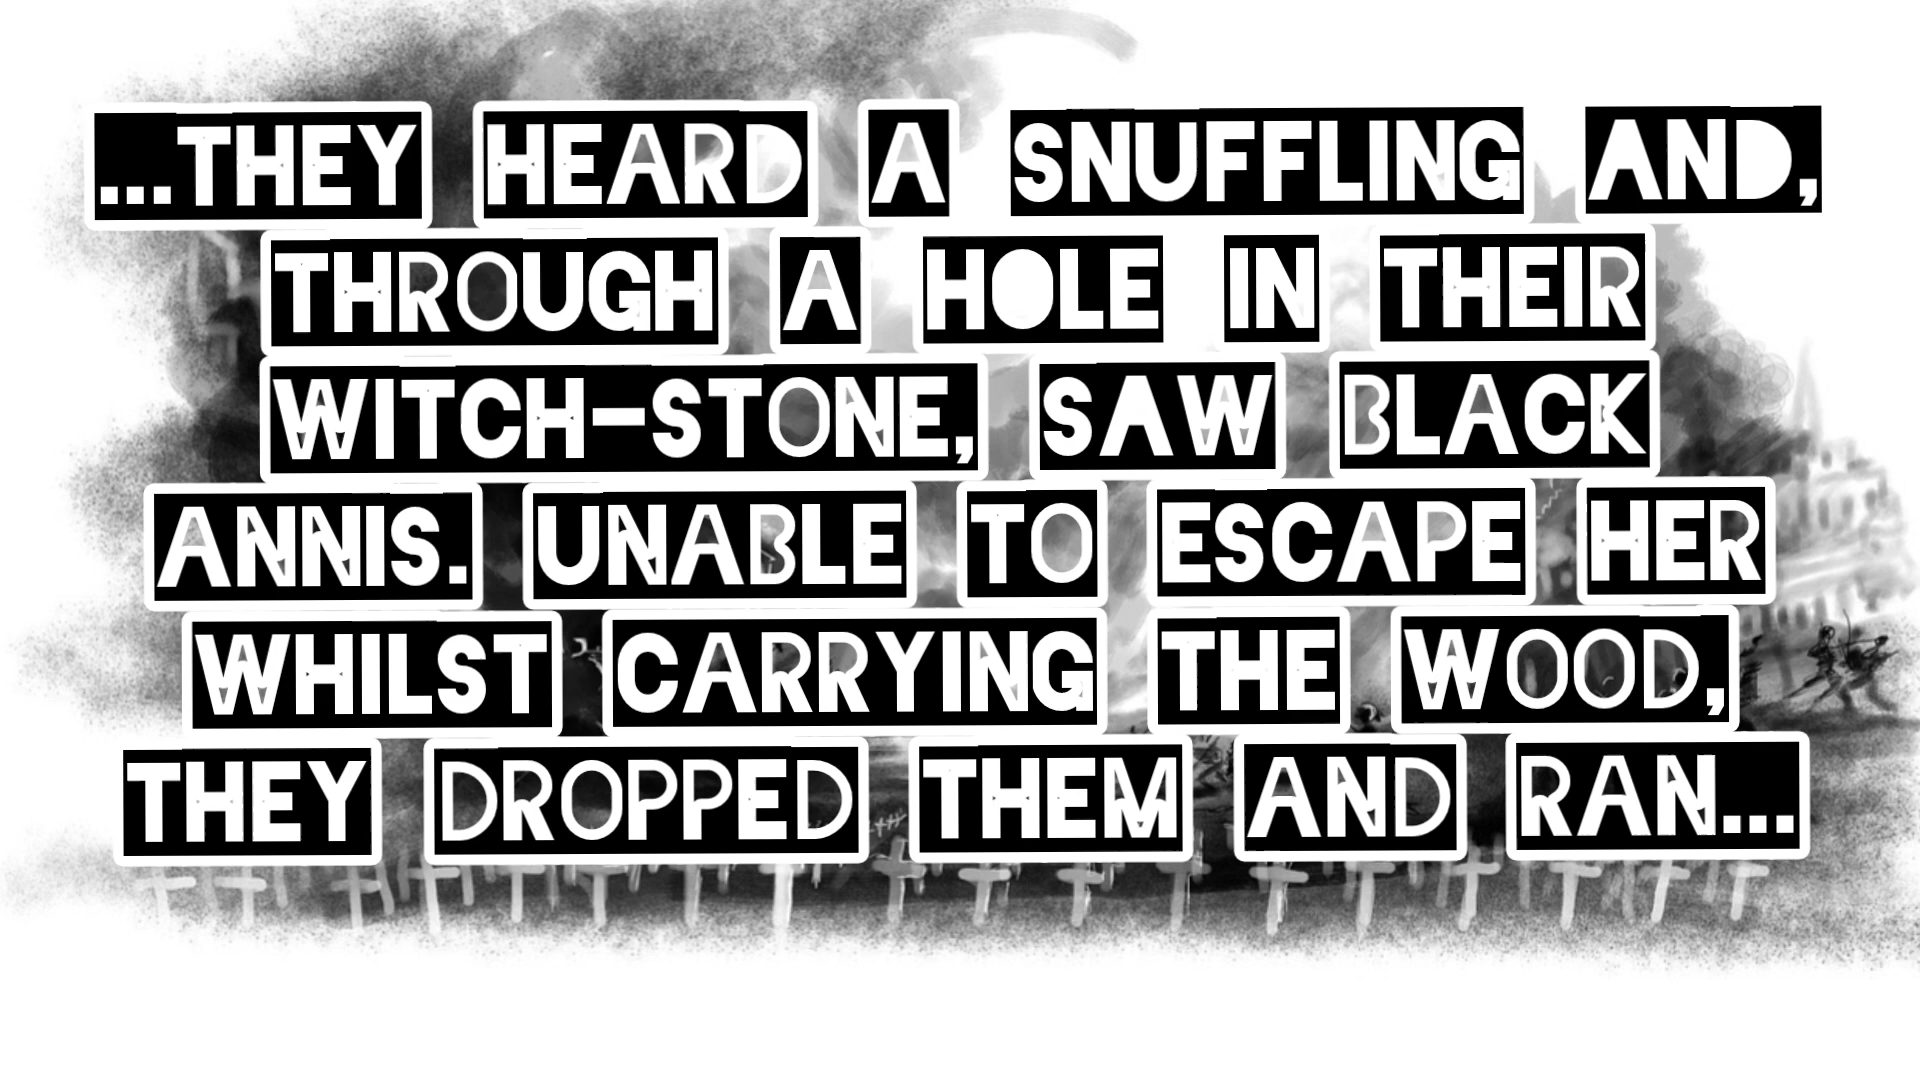 ...THEY HEARD A SNUFFLING AND,
THROUGH A HOLE IN THEIR
WITCH-STONE, SAW BLACK
ANNIS. UNABLE TO ESCAPE HER
WHILST CARRYING THE WOOD,
THEY DROPPED THEM AND RAN...